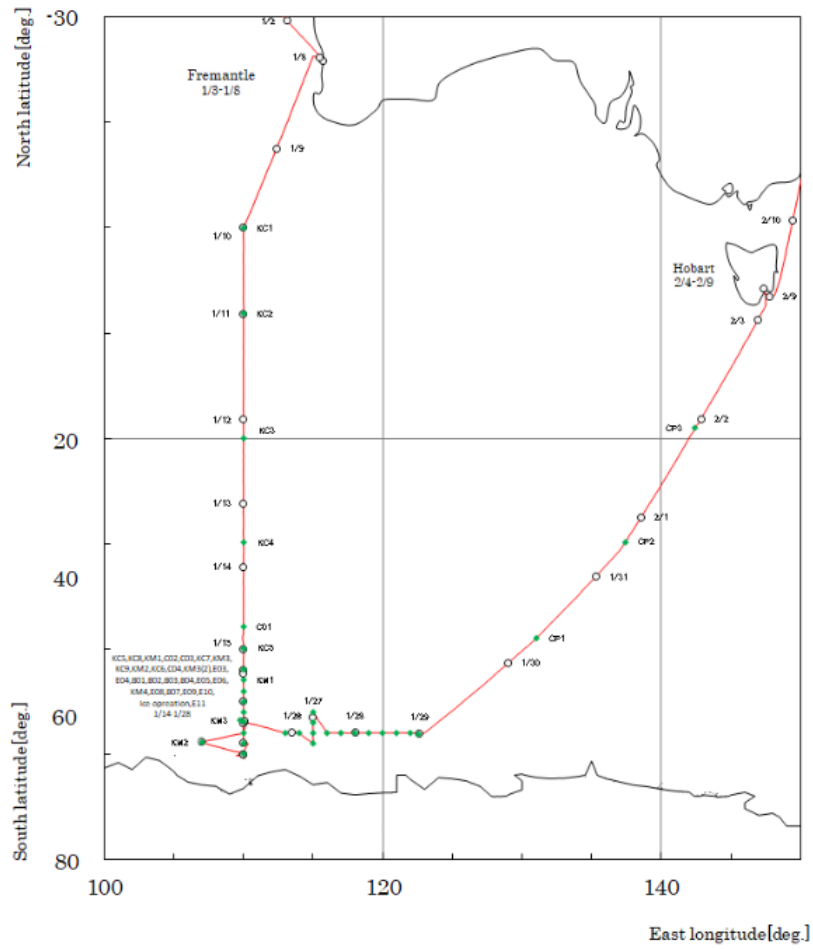 -30
North latitude[deg.]
1/2
1/8
Fremantle
1/3-1/8
1/9
1/10
KC1
2/10
Hobart
2/4-2/9
2/9
2/3
1/11
KC2
1/12
KC3
2/2
CP3
20
1/13
2/1
KC4
CP2
1/14
1/31
40
CO1
CP1
1/15
KC5
1/30
KC5,KC8,KM1,C02,C03,KC7,KM3,
KC9,KM2,KC6,C04,KM3(2),E03,
E04,B01,B02,B03,B04,E05,E06,
KM4,E08,B07,E09,E10,
Ice opreation,E11
1/14-1/28
KM1
1/27
60
KM3
1/28
1/28
1/29
KM2
South latitude[deg.]
80
100
120
140
East longitude[deg.]